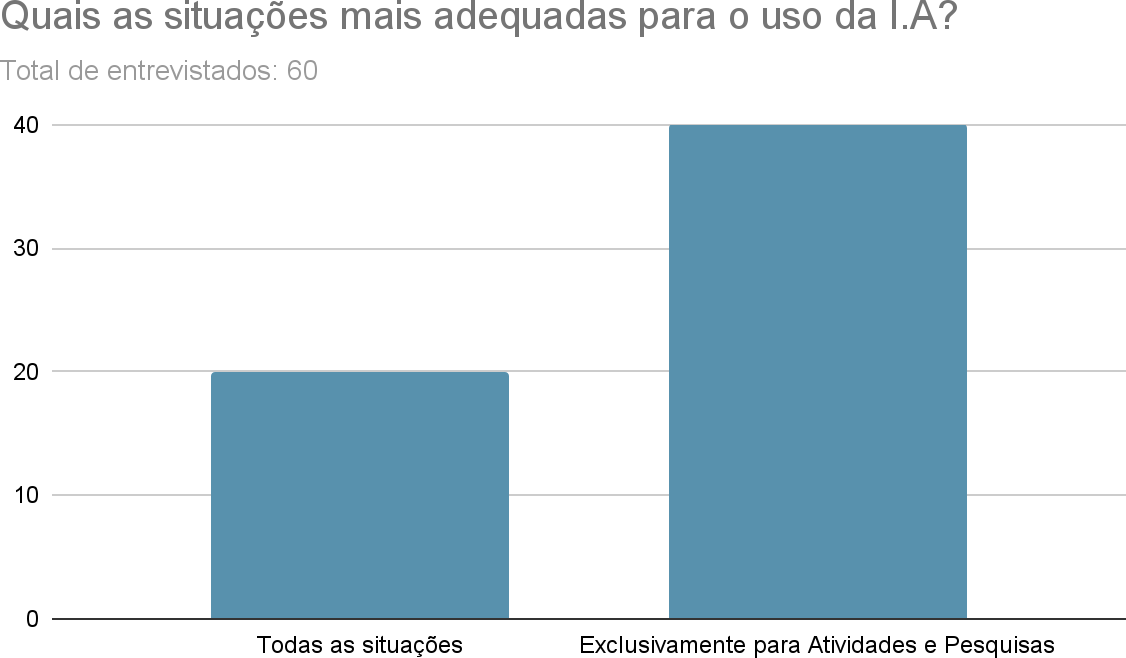 Quais as situações mais adequadas para o uso da I.A?
Total de entrevistados: 60
40
30
20
10
0
Todas as situações
Exclusivamente para Atividades e Pesquisas